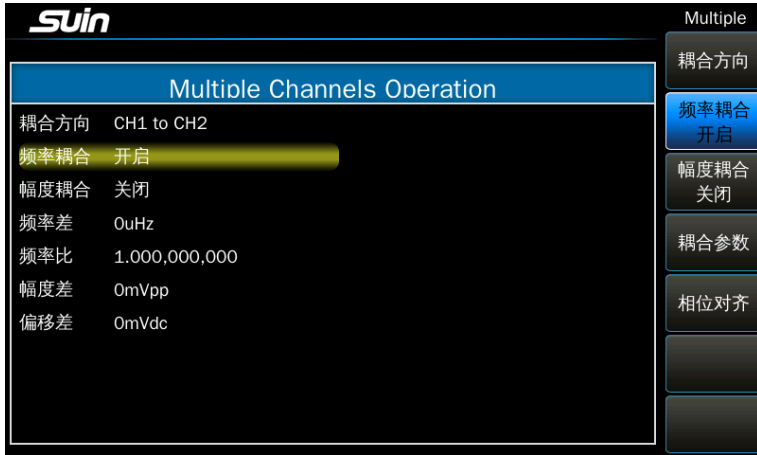 Suin
Multiple
Multiple Channels Operation
耦合方向 CH1 to CH2
频率耦合 开启
幅度耦合 关闭
频率差 0uHz
频率比 1.000,000,000
幅度差 0mVpp
偏移差 0mVdc
耦合方向
频率耦合
开启
幅度耦合
关闭
耦合参数
相位对齐